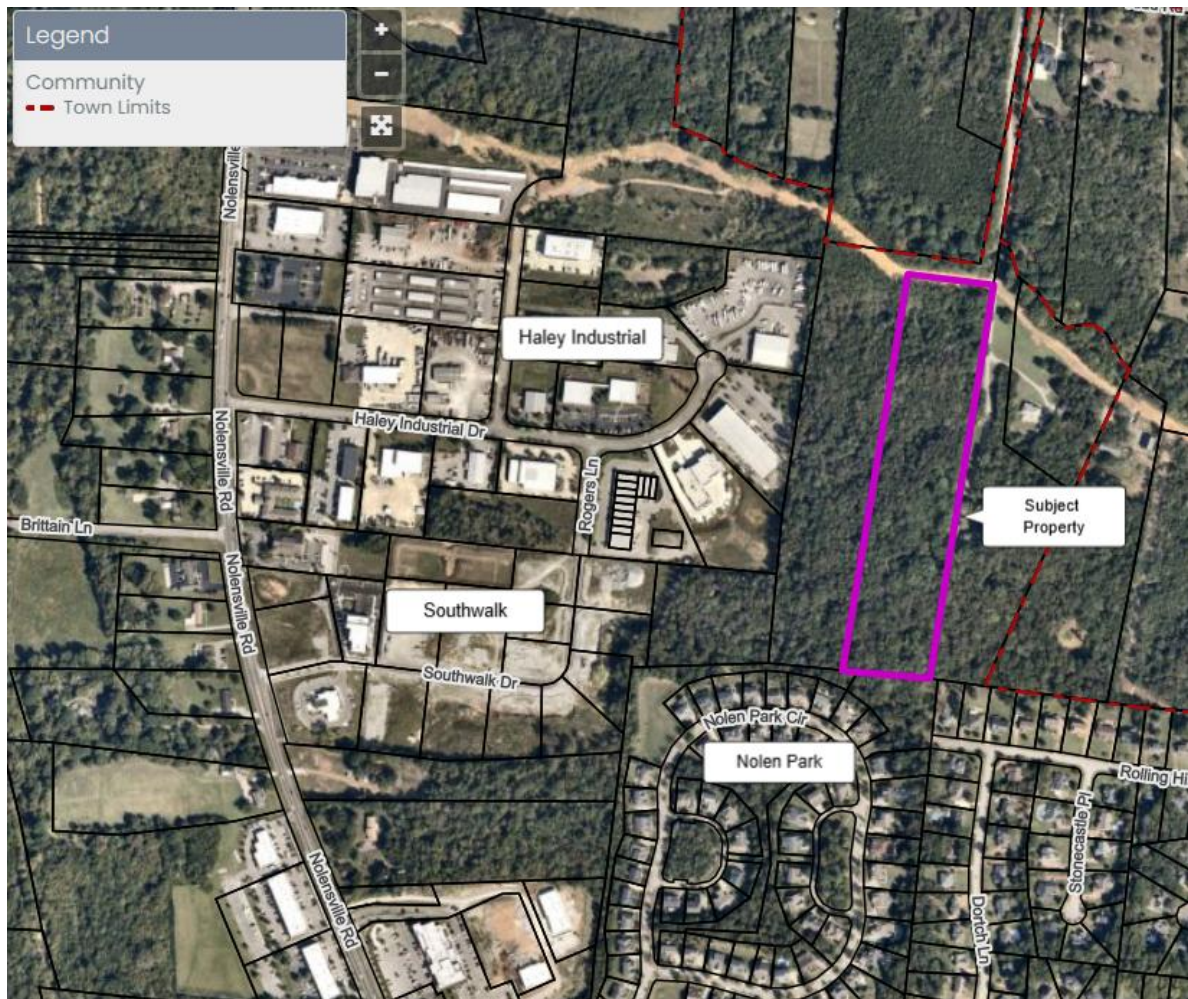 Legend
Community
Town Limits
+
−
Nolensville
Haley Industrial
Haley Industrial Dr
Nolensville Rd
Rogers Ln
Subject
Property
Brittain Ln
Nolensville Rd
Southwalk
Southwalk Dr
Nolen Park Cir
Nolen Park
Rolling Hi
Stonecastle Pl
Nolensville Rd
Dortch Ln